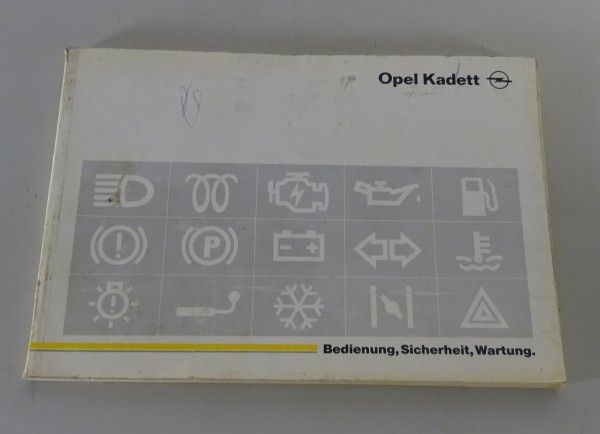 Opel Kadett
P
Bedienung, Sicherheit, Wartung.